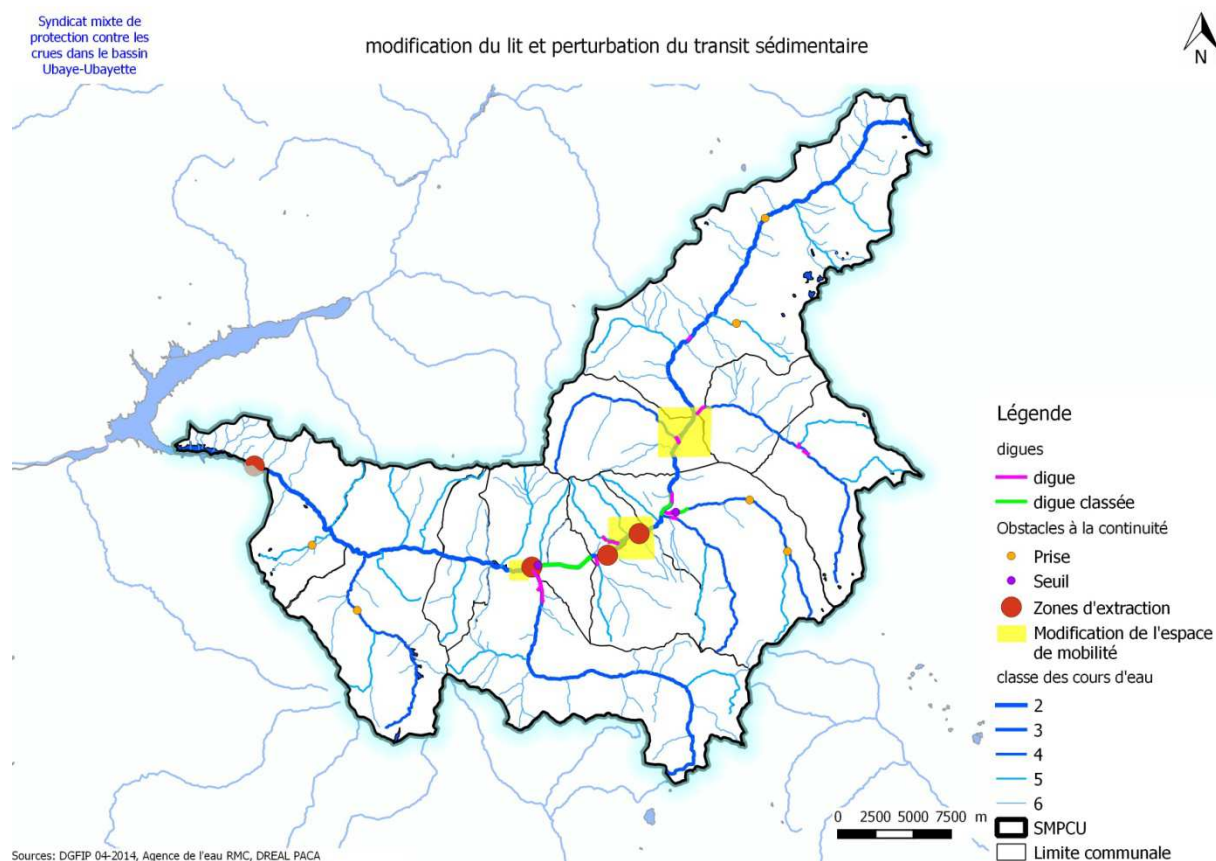 Syndicat mixte de
protection contre les
crues dans le bassin
Ubaye-Ubayette
modification du lit et perturbation du transit sédimentaire
N
Légende
digues
digue
digue classée
Obstacles à la continuité
Prise
Seuil
Zones d'extraction
Modification de l'espace
de mobilité
classe des cours d'eau
2
3
4
5
6
SMPCU
Limite communale
0 2500 5000 7500 m
Sources: DGFIP 04-2014, Agence de l'eau RMC, DREAL PACA